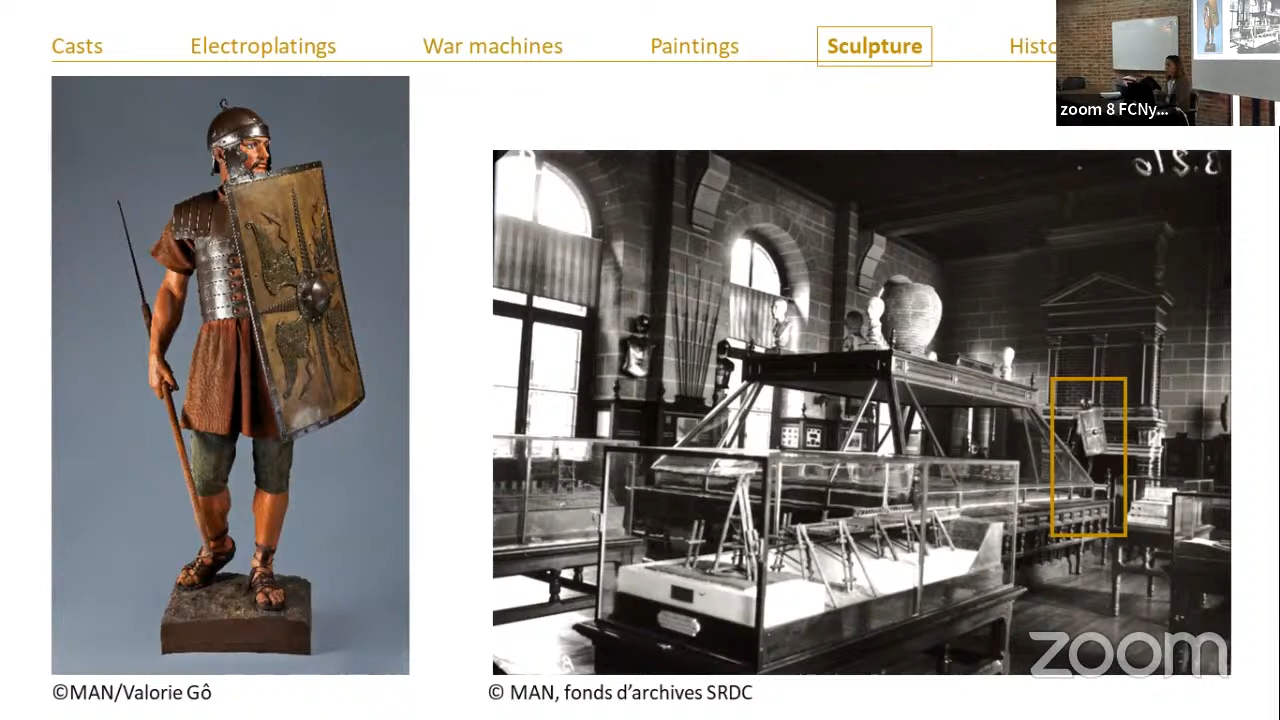 Casts Electroplatings War machines Paintings Sculpture Histo
zoom 8 FCNy...
©MAN/Valorie Gô
© MAN, fonds d'archives SRDC
zoom